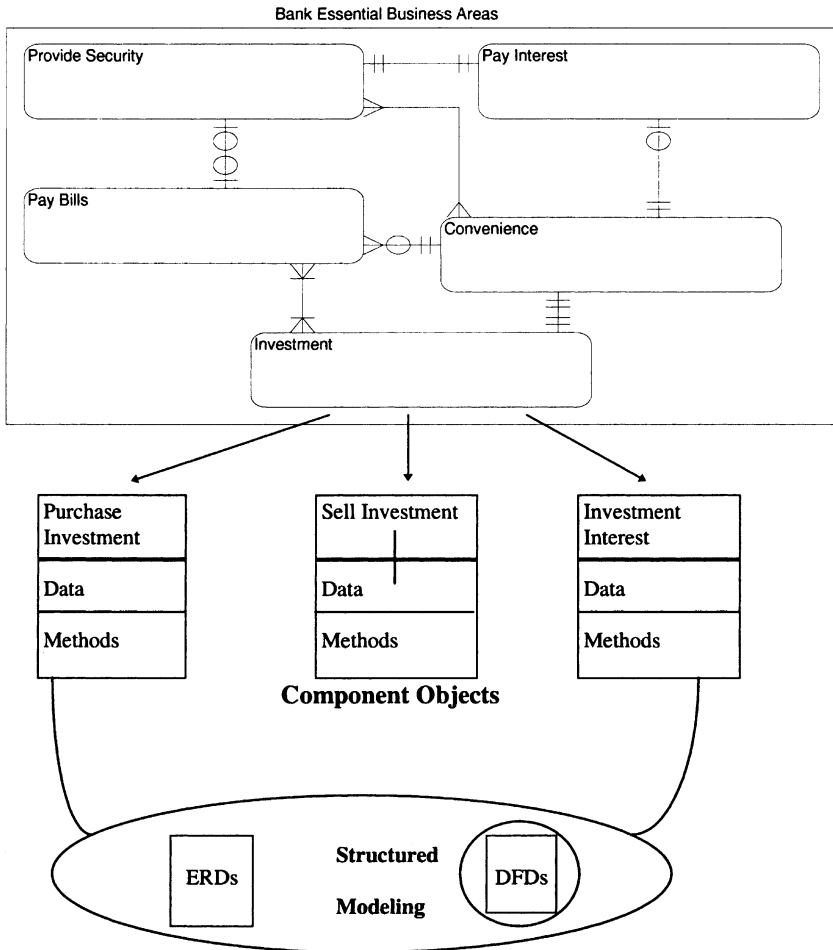 Bank Essential Business Areas
Provide Security
Pay Interest
Pay Bills
Convenience
Investment
Purchase
Investment
Data
Methods
Sell Investment
Data
Methods
Investment
Interest
Data
Methods
Component Objects
ERDs
Structured
Modeling
DFDs